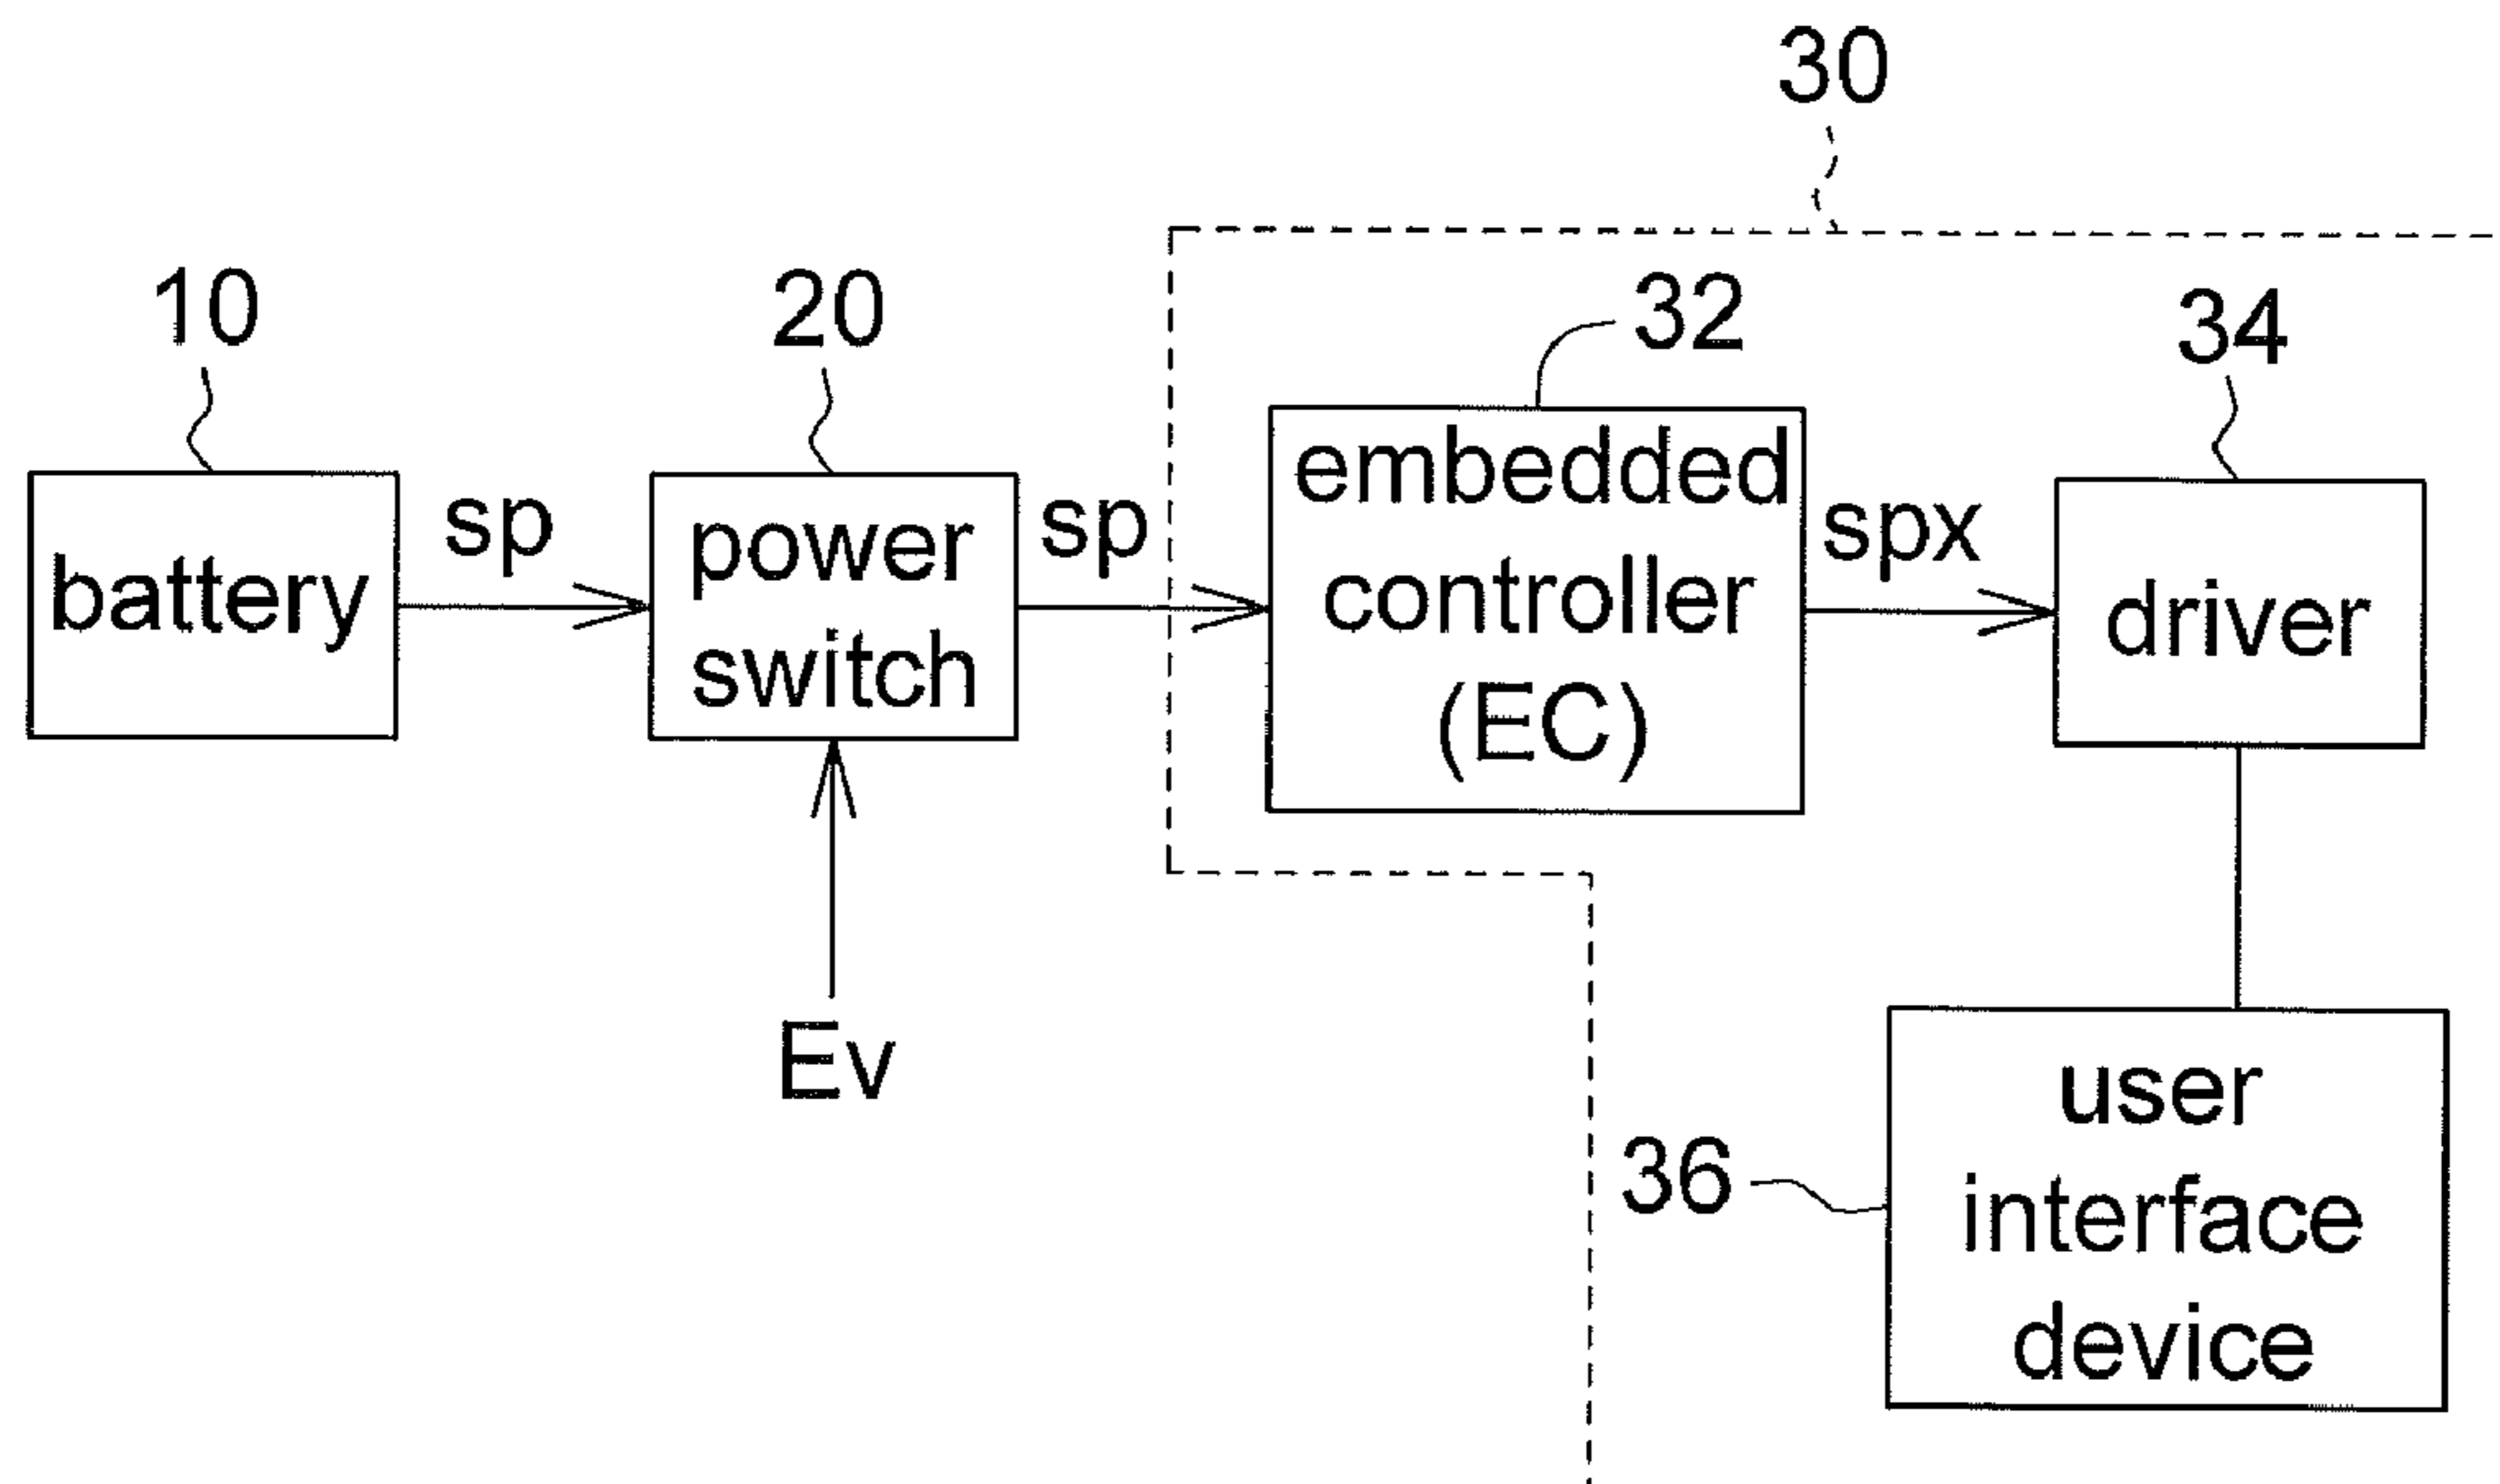 30
10
20
32
34
battery
sp
power
switch
sp
embedded
controller
(EC)
spx
driver
Ev
36
user
interface
device